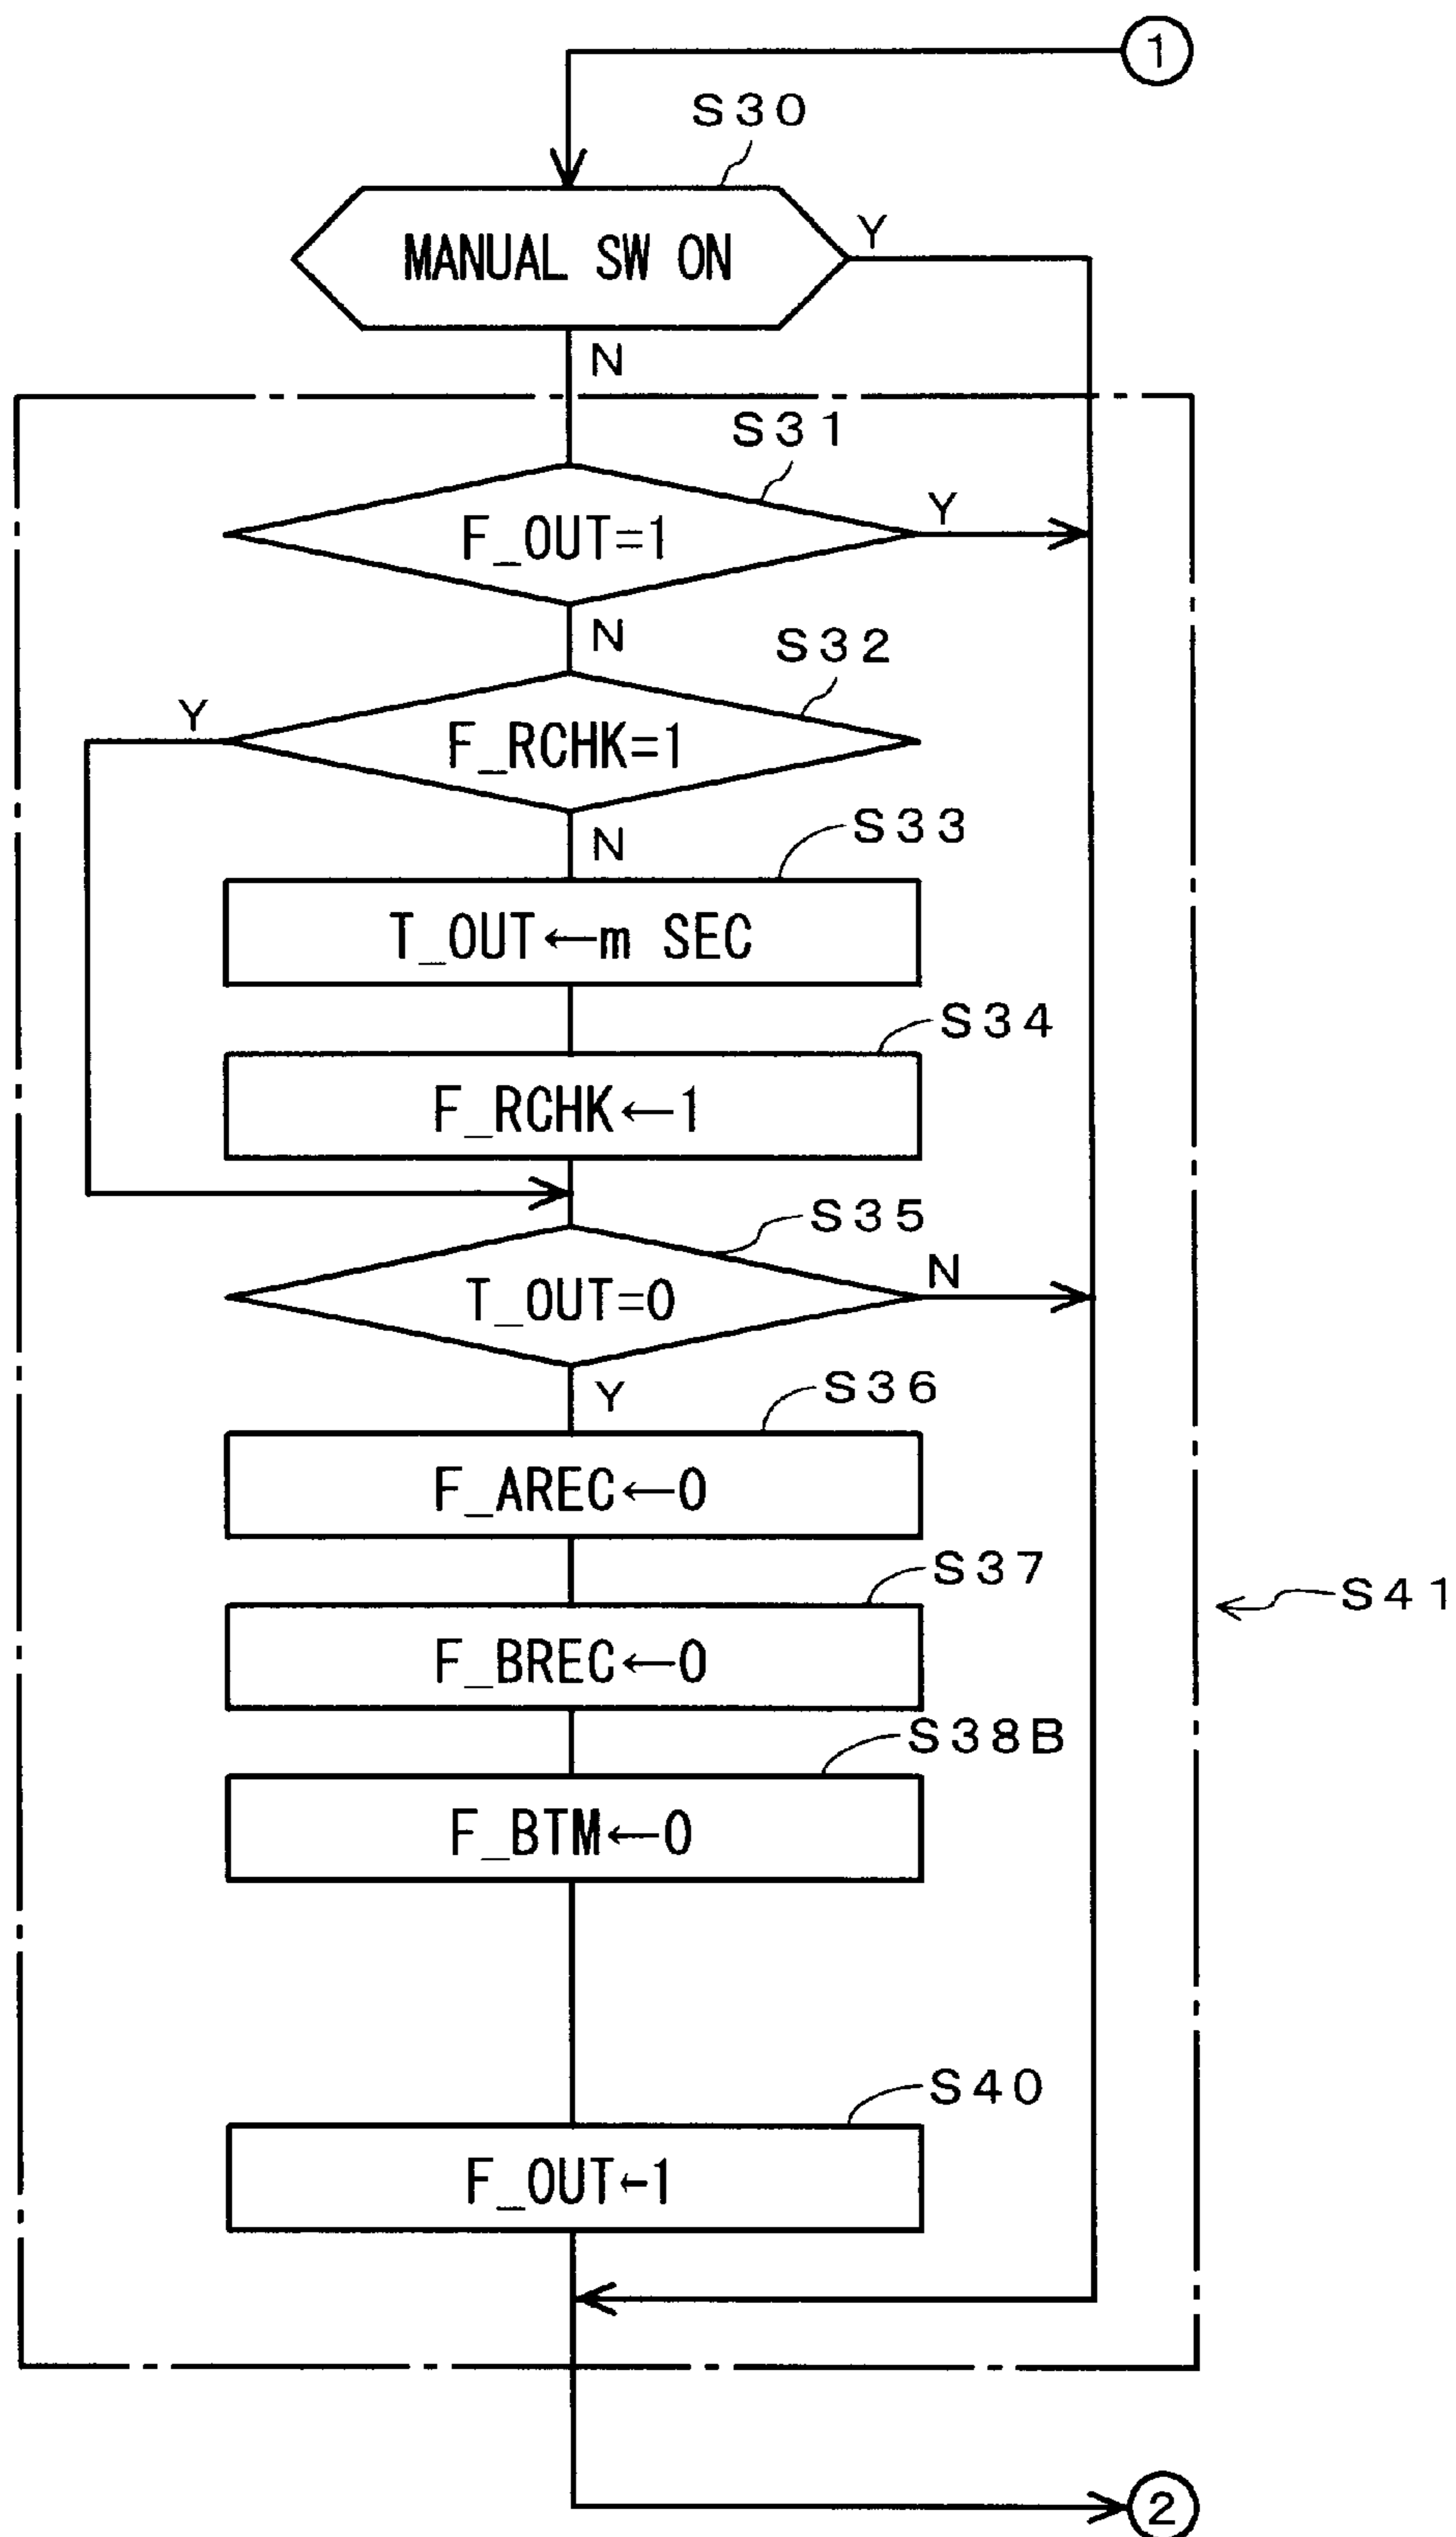 1
S30
MANUAL SW ON
Y
N
S31
F_OUT=1
Y
N
S32
Y
F_RCHK=1
N
S33
T_OUT←m SEC
S34
F_RCHK←1
S35
T_OUT=0
N
Y
S36
F_AREC←0
S37
F_BREC←0
S41
S38B
F_BTM←0
S40
F_OUT←1
2